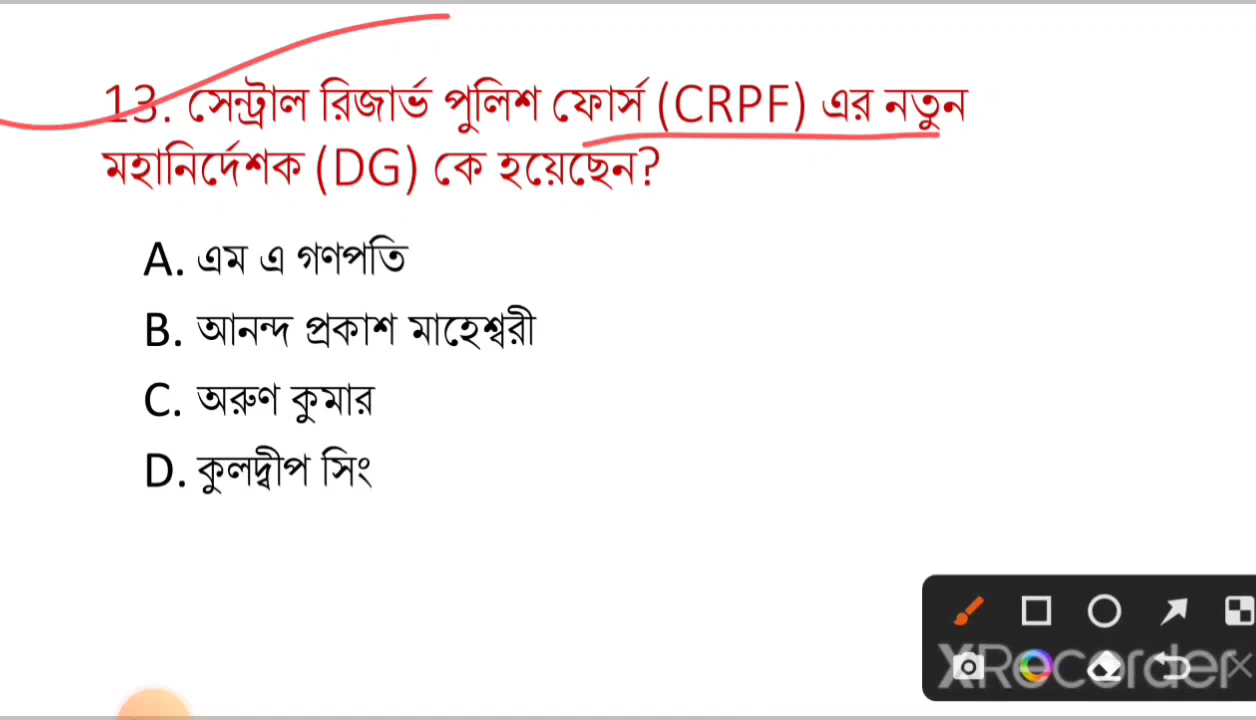 13. সেন্ট্রাল রিজার্ভ পুলিশ ফোর্স (CRPF) এর নতুন
মহানির্দেশক (DG) কে হয়েছেন?
A. এম এ গণপতি
B. আনন্দ প্রকাশ মাহেশ্বরী
C. অরুণ কুমার
D. কুলদ্বীপ সিং
XRecorder